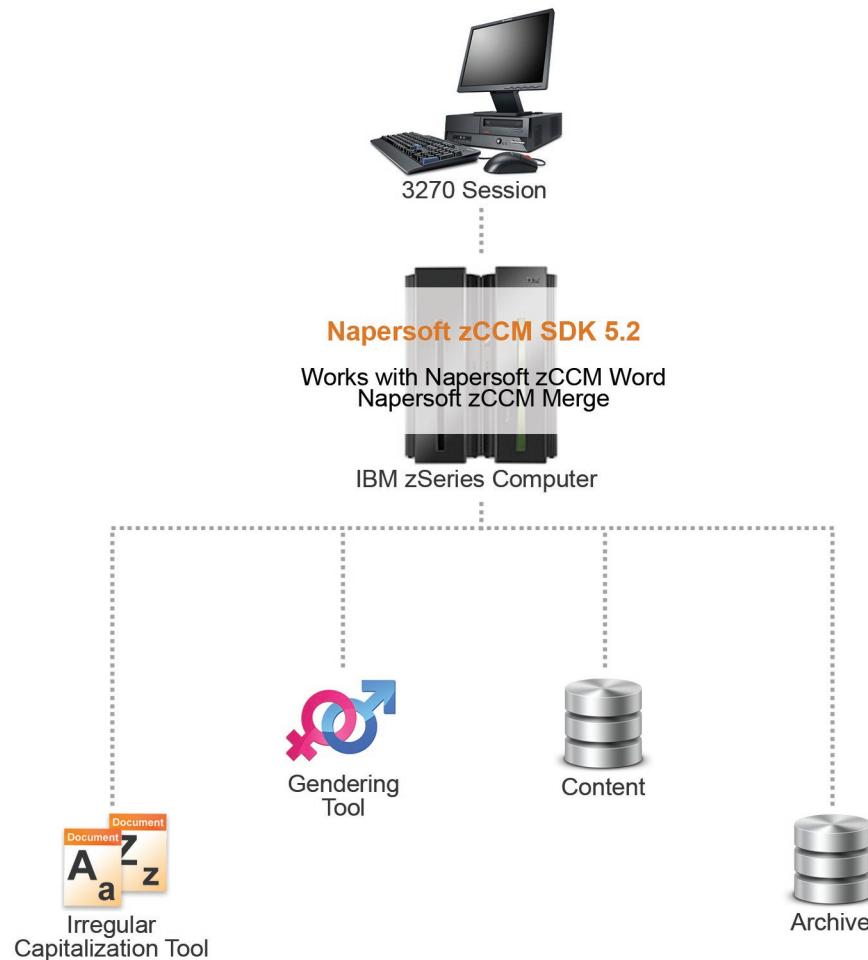 3270 Session
Napersoft zCCM SDK 5.2
Works with Napersoft zCCM Word
Napersoft zCCM Merge
IBM zSeries Computer
Gendering
Tool
Content
Document
Document
A a
Z z
Irregular
Capitalization Tool
Archive